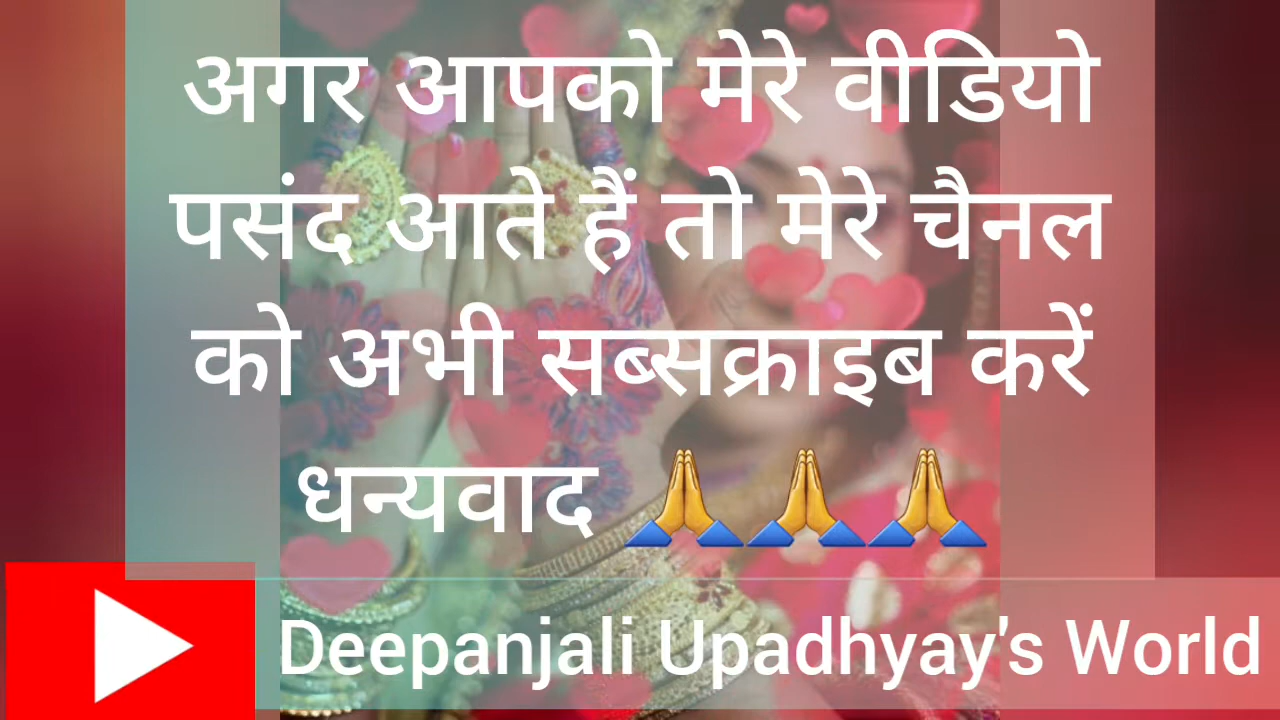 अगर आपको मेरे वीडियो
पसंद आते हैं तो मेरे चैनल
को अभी सब्सक्राइब करें
धन्यवाद 🙏🙏🙏
Deepanjali Upadhyay's World